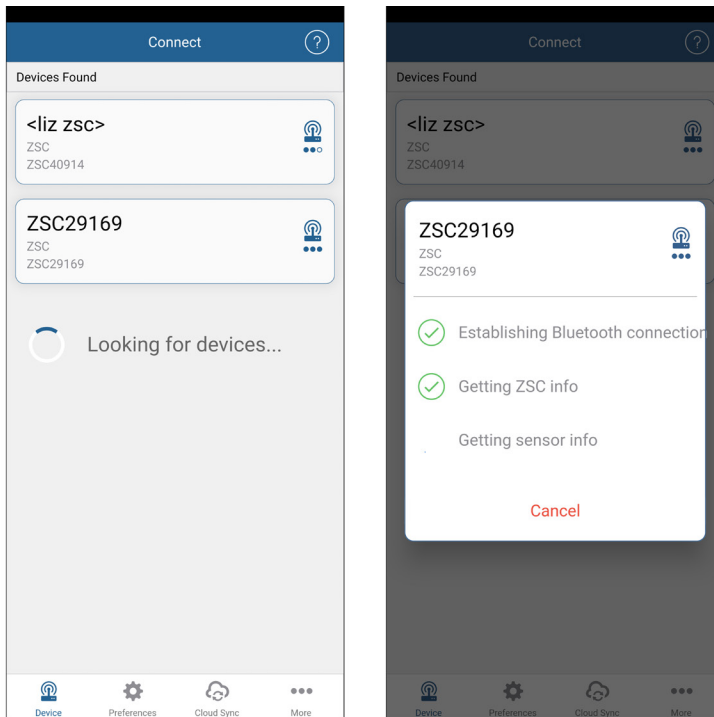 Connect
?
Devices Found
<liz zsc>
ZSC
ZSC40914
ZSC29169
ZSC
ZSC29169
Looking for devices...
Device Preferences Cloud Sync More
Connect
?
Devices Found
<liz zsc>
ZSC
ZSC40914
ZSC29169
ZSC
ZSC29169
Establishing Bluetooth connection
Getting ZSC info
Getting sensor info
Cancel
Device Preferences Cloud Sync More